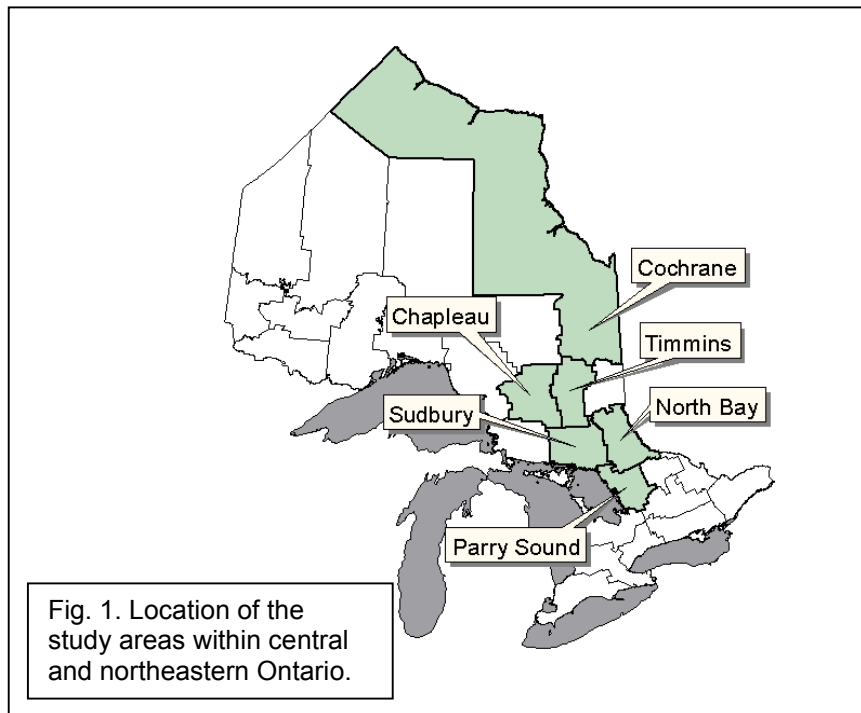 Cochrane
Chapleau
Timmins
Sudbury
North Bay
Parry Sound
Fig. 1. Location of the
study areas within central
and northeastern Ontario.